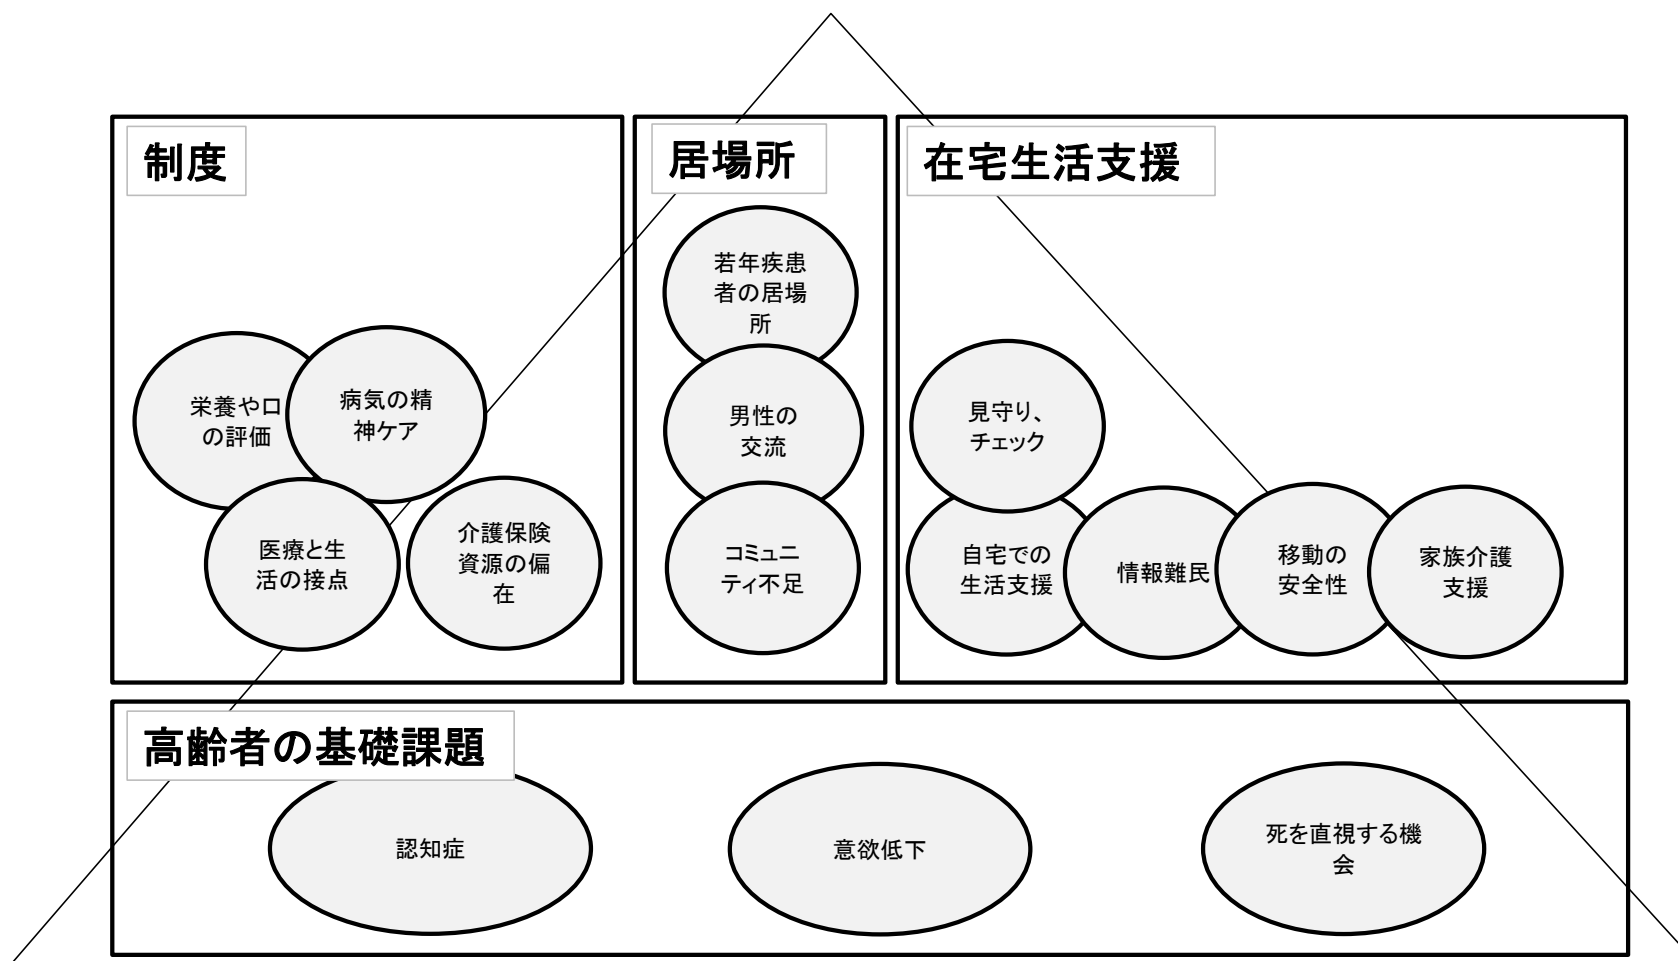 制度
栄養や口
の評価
病気の精
神ケア
医療と生
活の接点
介護保険
資源の偏
在
居場所
若年疾患
者の居場
所
男性の
交流
コミュニ
ティ不足
在宅生活支援
見守り、
チェック
自宅での
生活支援
情報難民
移動の
安全性
家族介護
支援
高齢者の基礎課題
認知症
意欲低下
死を直視する機
会